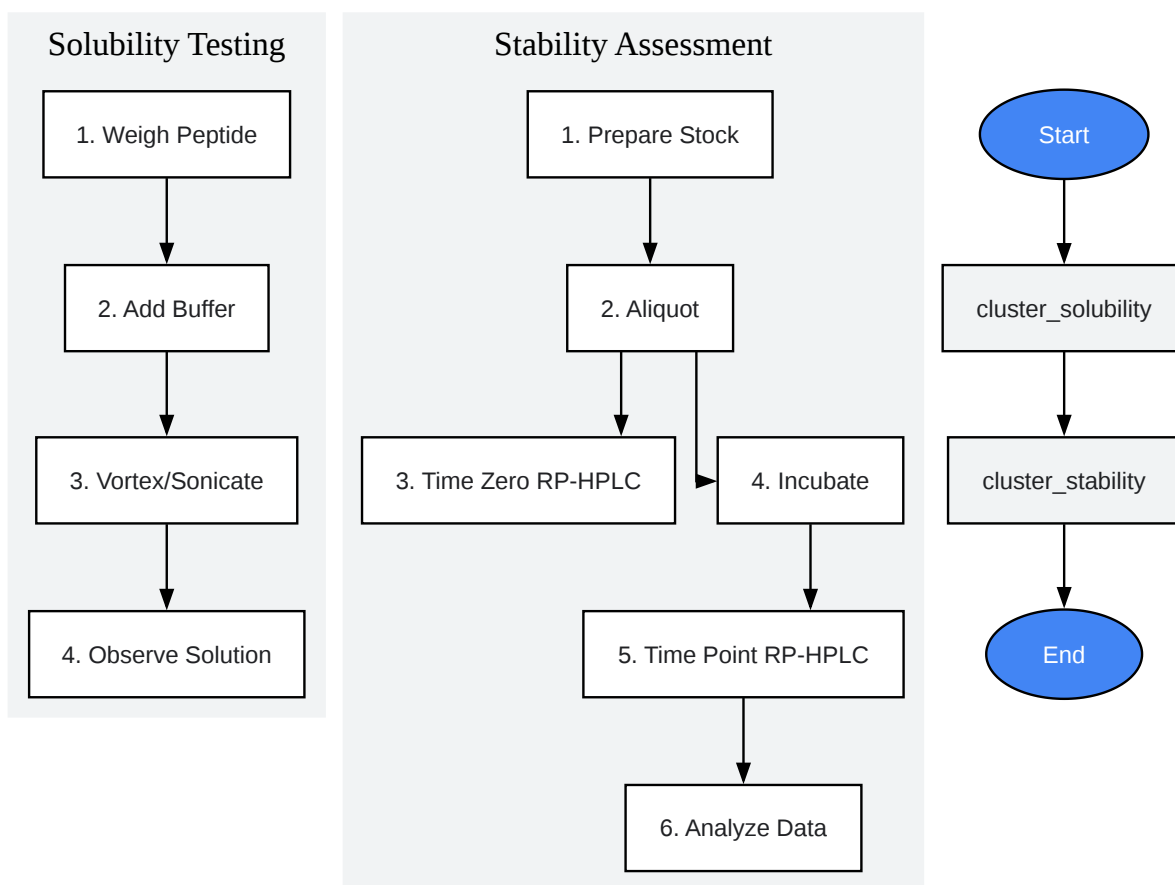 Solubility Testing
1. Weigh Peptide
2. Add Buffer
3. Vortex/Sonicate
4. Observe Solution
Stability Assessment
1. Prepare Stock
2. Aliquot
3. Time Zero RP-HPLC
4. Incubate
5. Time Point RP-HPLC
6. Analyze Data
Start
cluster_solubility
cluster_stability
End